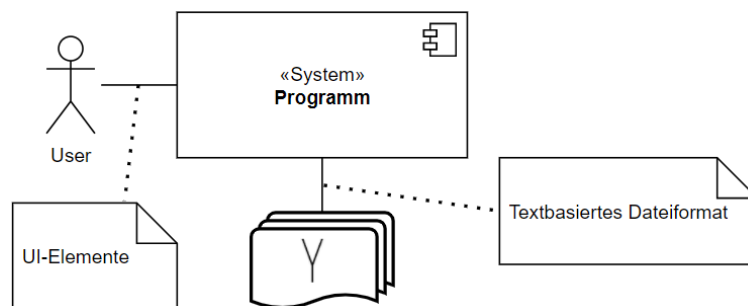 «System»
Programm
User
Textbasiertes Dateiformat
UI-Elemente